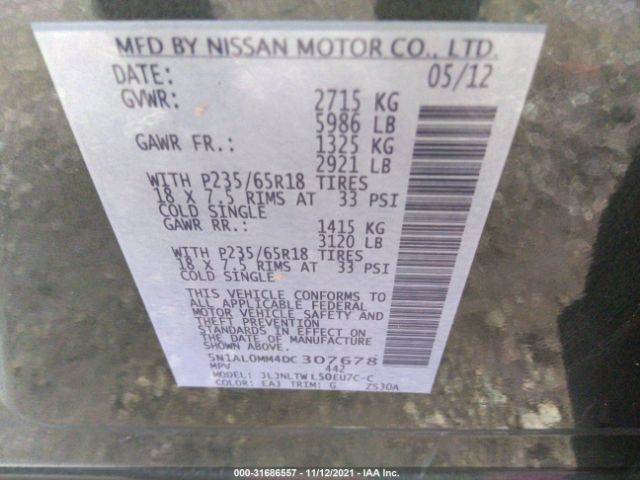 MFD BY NISSAN MOTOR CO., LTD.
DATE: 05/12
GVWR: 2715 KG
5986 LB
GAWR FR.: 1325 KG
2921 LB
WITH P235/65R18 TIRES
18 X 7.5 RIMS AT 33 PSI
COLD SINGLE
GAWR RR.: 1415 KG
3120 LB
WITH P235/65R18 TIRES
18 X 7.5 RIMS AT 33 PSI
COLD SINGLE
THIS VEHICLE CONFORMS TO
ALL APPLICABLE FEDERAL
MOTOR VEHICLE SAFETY AND
THEFT PREVENTION
STANDARDS IN EFFECT ON
THE DATE OF MANUFACTURE
SHOWN ABOVE.
5N1AL0MM4DC307678
MPV 442
MODEL: JLJNLTW L50EU7C-C
COLOR: EAJ TRIM: G Z530A
000-31686557 - 11/12/2021 - IAA Inc.